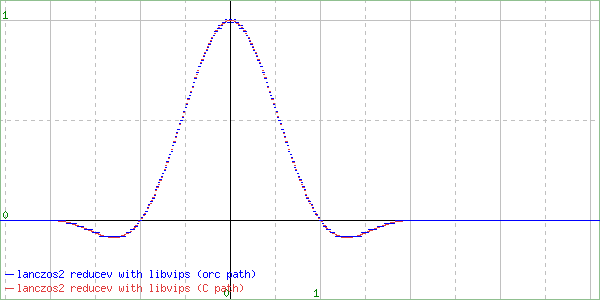 1
0
lanczos2 reducev with libvips (orc path)
lanczos2 reducev with libvips (C path)
0 1